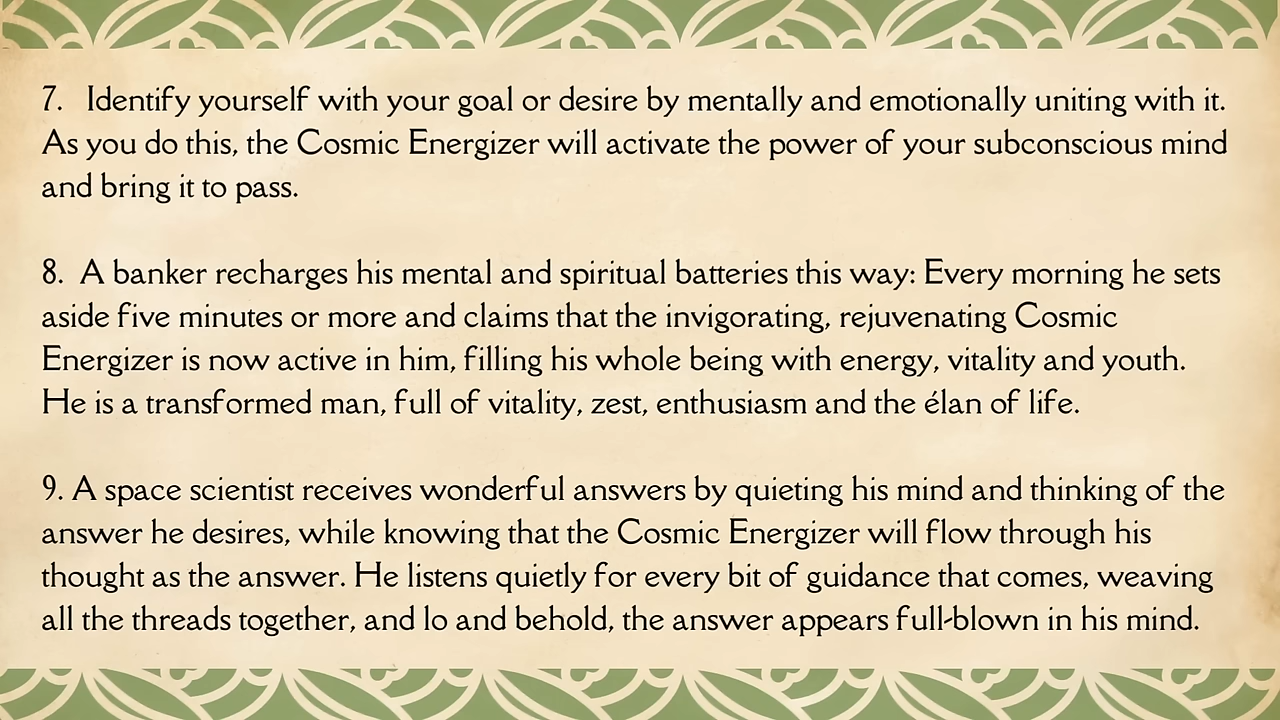 7. Identify yourself with your goal or desire by mentally and emotionally uniting with it.
As you do this, the Cosmic Energizer will activate the power of your subconscious mind
and bring it to pass.
8. A banker recharges his mental and spiritual batteries this way: Every morning he sets
aside five minutes or more and claims that the invigorating, rejuvenating Cosmic
Energizer is now active in him, filling his whole being with energy, vitality and youth.
He is a transformed man, full of vitality, zest, enthusiasm and the élan of life.
9. A space scientist receives wonderful answers by quieting his mind and thinking of the
answer he desires, while knowing that the Cosmic Energizer will flow through his
thought as the answer. He listens quietly for every bit of guidance that comes, weaving
all the threads together, and lo and behold, the answer appears full-blown in his mind.